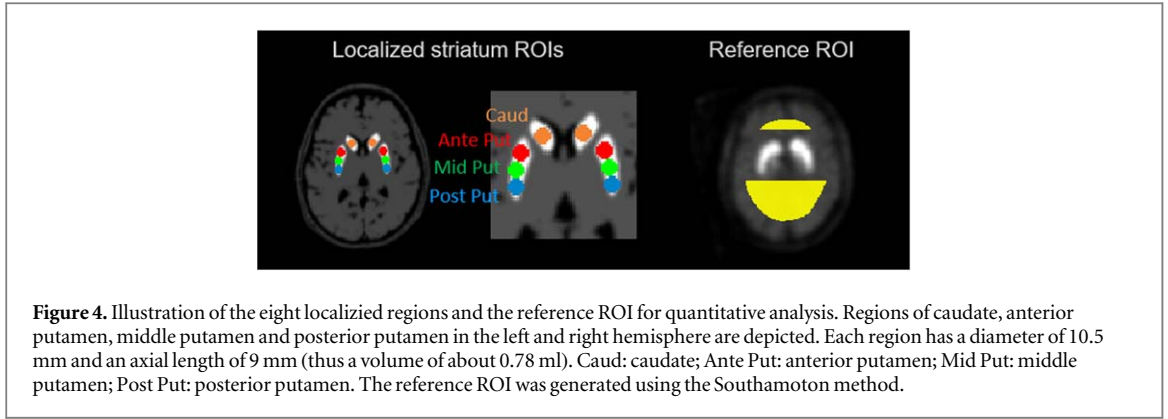 Localized striatum ROIs
Reference ROI
Caud
Ante Put
Mid Put
Post Put
Figure 4. Illustration of the eight localizied regions and the reference ROI for quantitative analysis. Regions of caudate, anterior
putamen, middle putamen and posterior putamen in the left and right hemisphere are depicted. Each region has a diameter of 10.5
mm and an axial length of 9 mm (thus a volume of about 0.78 ml). Caud: caudate; Ante Put: anterior putamen; Mid Put: middle
putamen; Post Put: posterior putamen. The reference ROI was generated using the Southamoton method.